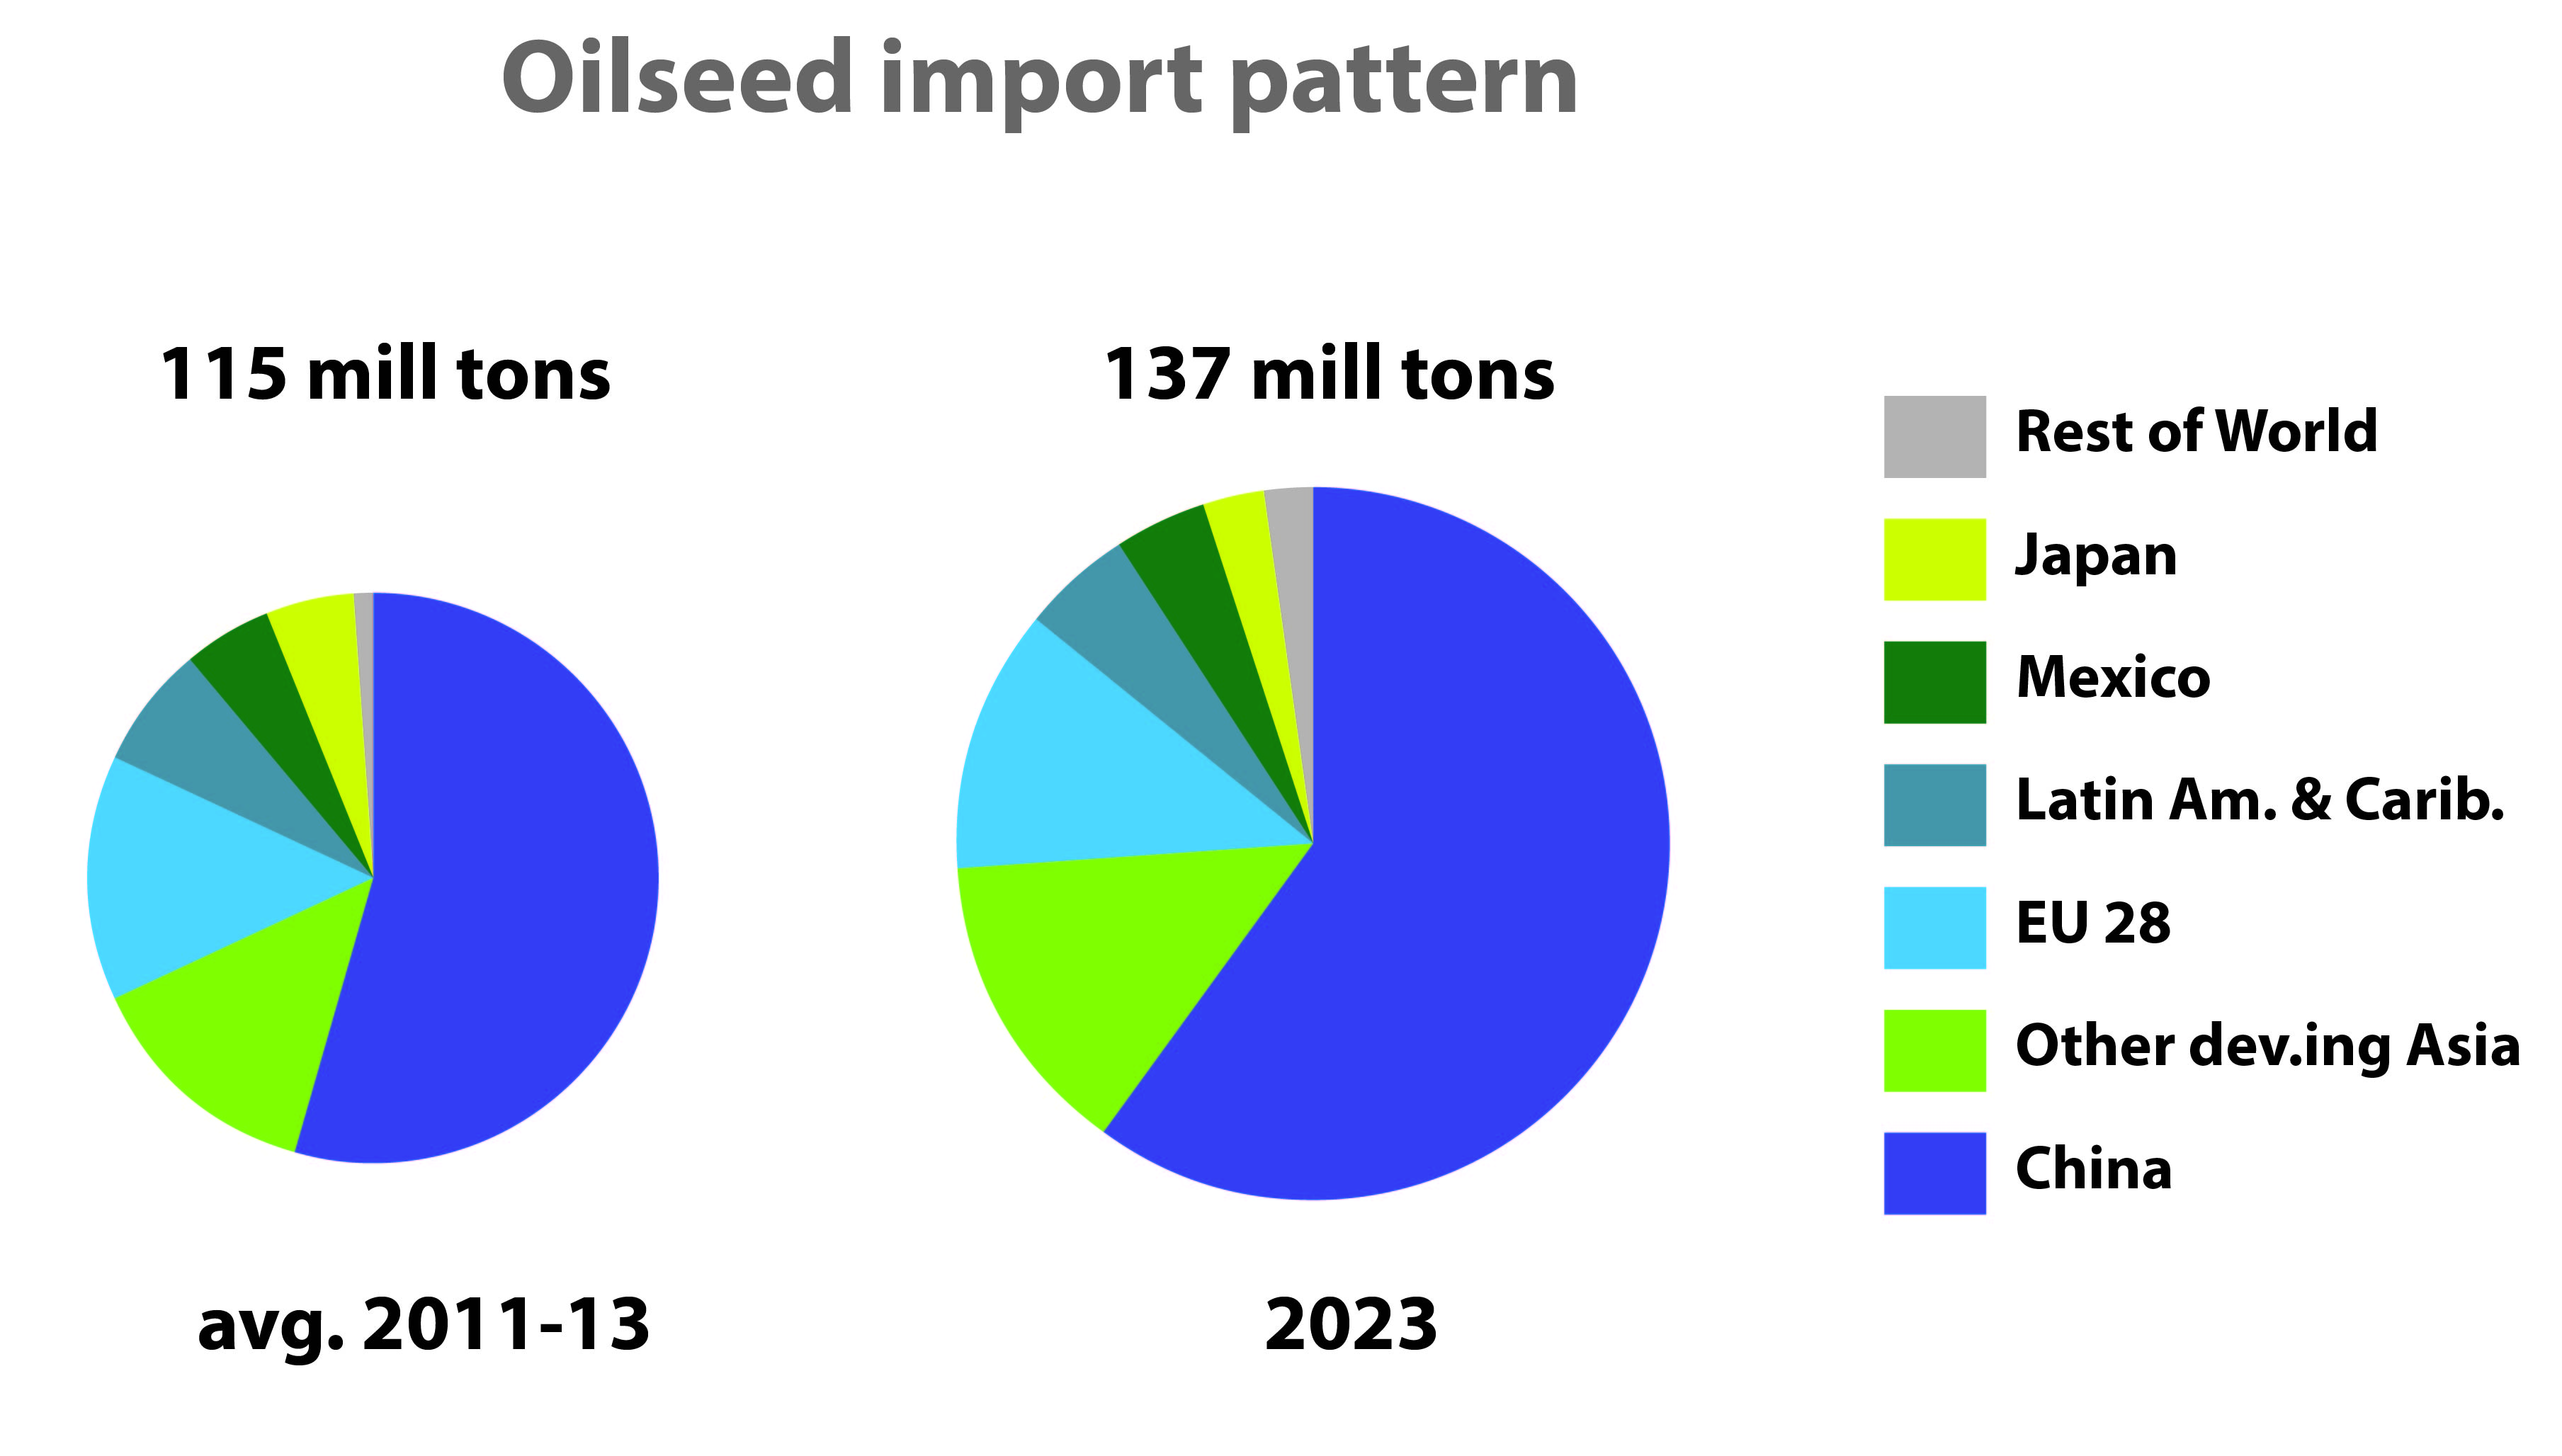 Oilseed import pattern
115 mill tons
137 mill tons
Rest of World
Japan
Mexico
Latin Am. & Carib.
EU 28
Other dev.ing Asia
China
avg. 2011-13
2023